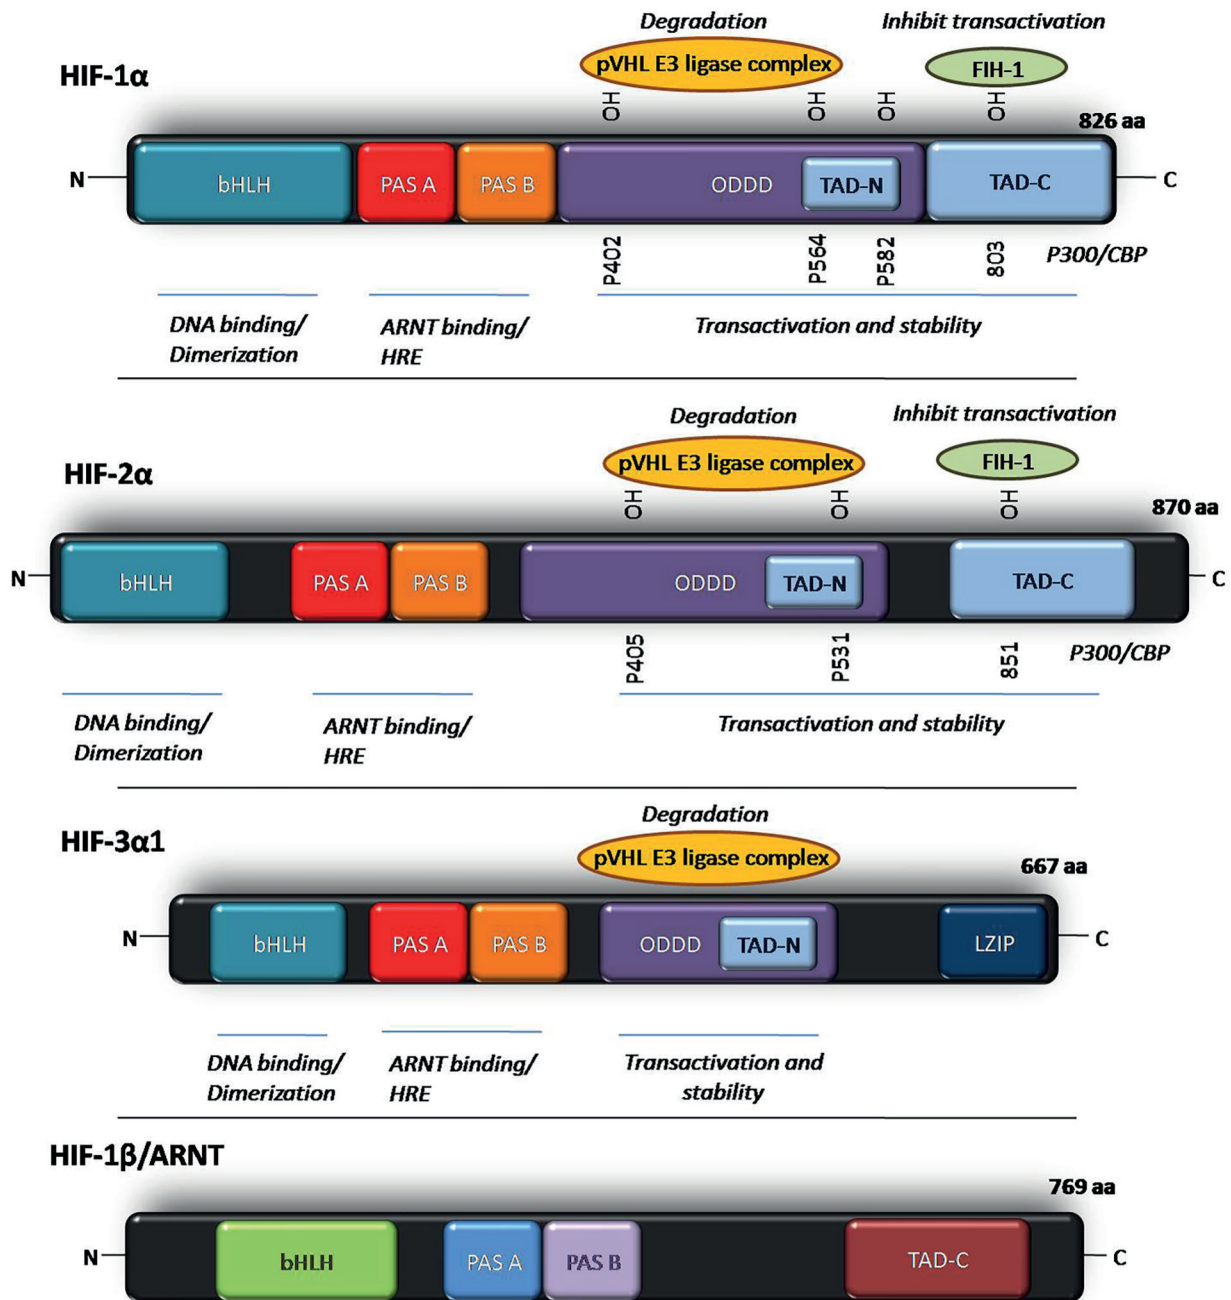 Degradation
Inhibit transactivation
HIF-1α
pVHL E3 ligase complex
FIH-1
OH
OH
OH
OH
826 aa
N
bHLH
PAS A
PAS B
ODDD
TAD-N
TAD-C
C
P402
P564
P582
803
P300/CBP
DNA binding/
Dimerization
ARNT binding/
HRE
Transactivation and stability
Degradation
Inhibit transactivation
HIF-2α
pVHL E3 ligase complex
FIH-1
OH
OH
OH
870 aa
N
bHLH
PAS A
PAS B
ODDD
TAD-N
TAD-C
C
P405
P531
851
P300/CBP
DNA binding/
Dimerization
ARNT binding/
HRE
Transactivation and stability
Degradation
HIF-3α1
pVHL E3 ligase complex
667 aa
N
bHLH
PAS A
PAS B
ODDD
TAD-N
LZIP
C
DNA binding/
Dimerization
ARNT binding/
HRE
Transactivation and
stability
HIF-1β/ARNT
769 aa
N
bHLH
PAS A
PAS B
TAD-C
C